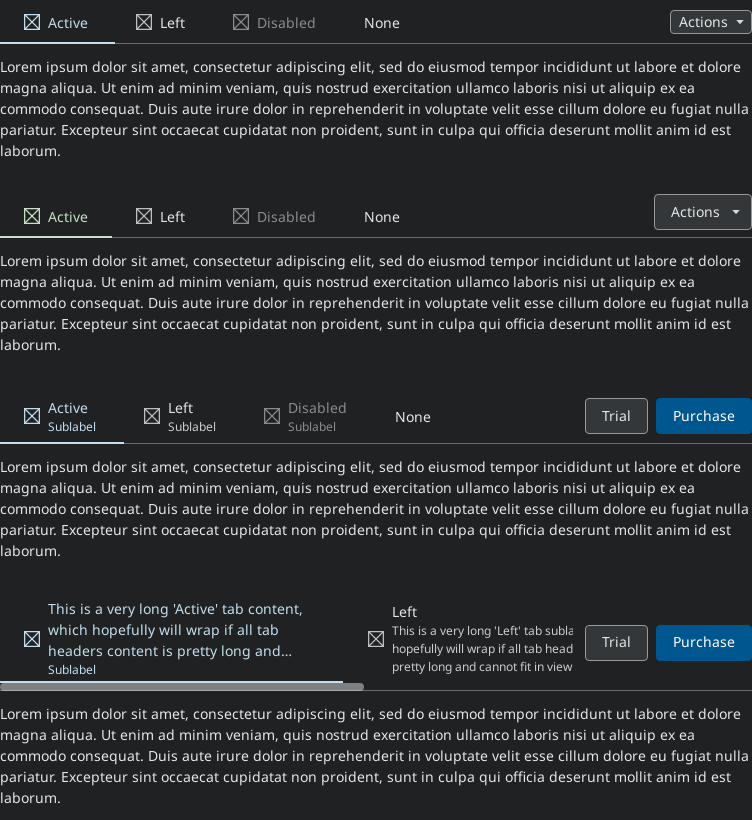 Active Left Disabled None Actions
Lorem ipsum dolor sit amet, consectetur adipiscing elit, sed do eiusmod tempor incididunt ut labore et dolore
magna aliqua. Ut enim ad minim veniam, quis nostrud exercitation ullamco laboris nisi ut aliquip ex ea
commodo consequat. Duis aute irure dolor in reprehenderit in voluptate velit esse cillum dolore eu fugiat nulla
pariatur. Excepteur sint occaecat cupidatat non proident, sunt in culpa qui officia deserunt mollit anim id est
laborum.
Active Left Disabled None Actions
Lorem ipsum dolor sit amet, consectetur adipiscing elit, sed do eiusmod tempor incididunt ut labore et dolore
magna aliqua. Ut enim ad minim veniam, quis nostrud exercitation ullamco laboris nisi ut aliquip ex ea
commodo consequat. Duis aute irure dolor in reprehenderit in voluptate velit esse cillum dolore eu fugiat nulla
pariatur. Excepteur sint occaecat cupidatat non proident, sunt in culpa qui officia deserunt mollit anim id est
laborum.
Active Left Disabled None Trial Purchase
Sublabel Sublabel Sublabel
Lorem ipsum dolor sit amet, consectetur adipiscing elit, sed do eiusmod tempor incididunt ut labore et dolore
magna aliqua. Ut enim ad minim veniam, quis nostrud exercitation ullamco laboris nisi ut aliquip ex ea
commodo consequat. Duis aute irure dolor in reprehenderit in voluptate velit esse cillum dolore eu fugiat nulla
pariatur. Excepteur sint occaecat cupidatat non proident, sunt in culpa qui officia deserunt mollit anim id est
laborum.
This is a very long 'Active' tab content,
which hopefully will wrap if all tab
headers content is pretty long and…
Sublabel
Left
This is a very long 'Left' tab subla
hopefully will wrap if all tab head
pretty long and cannot fit in view
Trial Purchase
Lorem ipsum dolor sit amet, consectetur adipiscing elit, sed do eiusmod tempor incididunt ut labore et dolore
magna aliqua. Ut enim ad minim veniam, quis nostrud exercitation ullamco laboris nisi ut aliquip ex ea
commodo consequat. Duis aute irure dolor in reprehenderit in voluptate velit esse cillum dolore eu fugiat nulla
pariatur. Excepteur sint occaecat cupidatat non proident, sunt in culpa qui officia deserunt mollit anim id est
laborum.